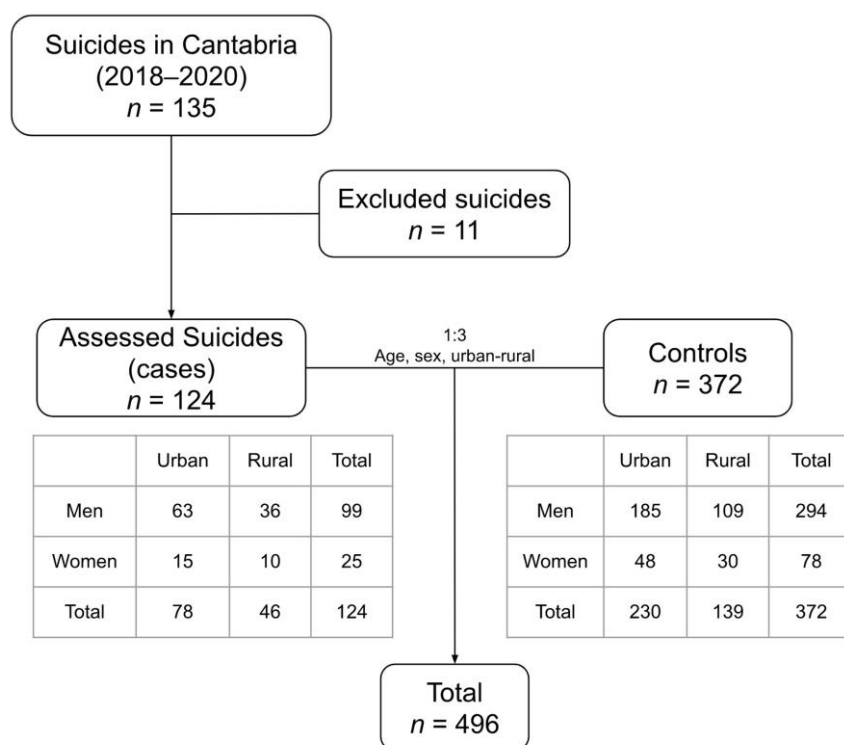 Suicides in Cantabria
(2018–2020)
n = 135
Excluded suicides
n = 11
Assessed Suicides
(cases)
n = 124
1:3
Age, sex, urban-rural
Controls
n = 372
Urban Rural Total
Men 63 36 99
Women 15 10 25
Total 78 46 124
Urban Rural Total
Men 185 109 294
Women 48 30 78
Total 230 139 372
Total
n = 496